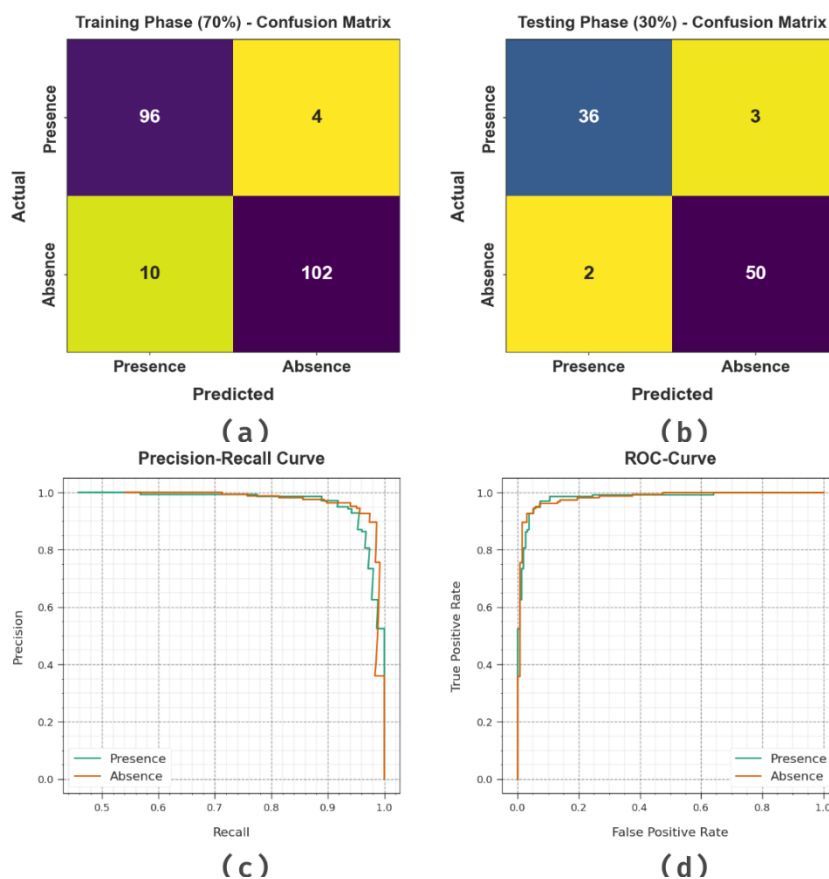 Training Phase (70%) - Confusion Matrix
Actual
Presence
Absence
96
4
10
102
Presence
Absence
Predicted
(a)
Testing Phase (30%) - Confusion Matrix
Actual
Presence
Absence
36
3
2
50
Presence
Absence
Predicted
(b)
Precision-Recall Curve
Precision
1.0
0.8
0.6
0.4
0.2
0.0
Presence
Absence
0.5
0.6
0.7
0.8
0.9
1.0
Recall
(c)
ROC-Curve
True Positive Rate
1.0
0.8
0.6
0.4
0.2
0.0
Presence
Absence
0.0
0.2
0.4
0.6
0.8
1.0
False Positive Rate
(d)